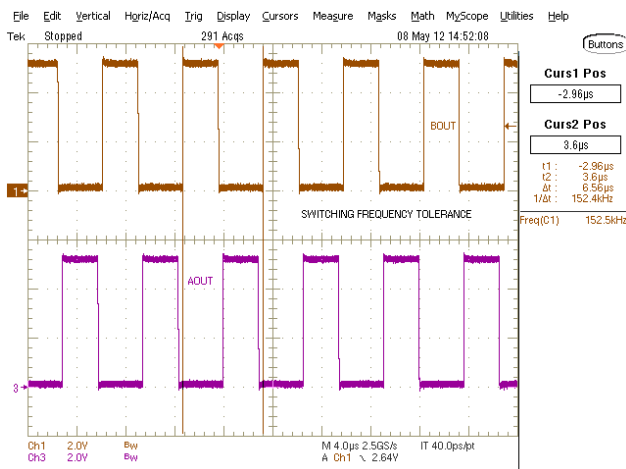 File Edit Vertical Horiz/Acq Trig Display Cursors Measure Masks Math MyScope Utilities Help
Tek Stopped 291 Acqs 08 May 12 14:52:08
Buttons
Curs1 Pos
-2.96µs
Curs2 Pos
3.6µs
t1 : -2.96µs
t2 : 3.6µs
Δt : 6.56µs
1/Δt : 152.4kHz
Freq(C1) 152.5kHz
BOUT
1
SWITCHING FREQUENCY TOLERANCE
AOUT
3
Ch1 2.0V Bw
Ch3 2.0V Bw
M 4.0µs 2.5GS/s IT 40.0ps/pt
A Ch1 \ 2.64V